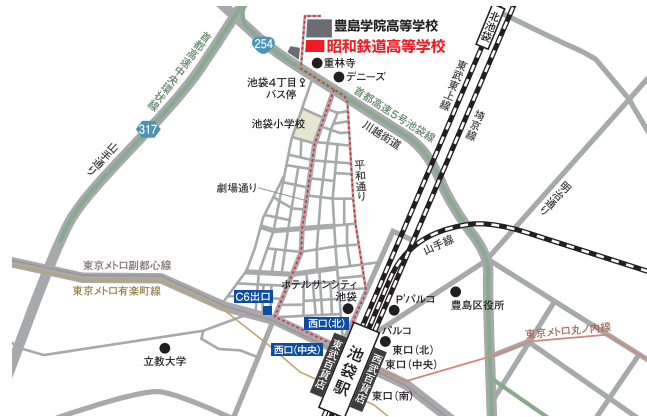 豊島学院高等学校
昭和鉄道高等学校
北池袋
254
重林寺
デニーズ
池袋4丁目
バス停
首都高速中央環状線
東武東上線
埼京線
首都高速5号池袋線
川越街道
池袋小学校
317
山手通り
平和通り
劇場通り
明治通り
山手線
東京メトロ副都心線
東京メトロ有楽町線
ホテルサンシティ
池袋
C6出口
P'パルコ
豊島区役所
西口(北)
パルコ
東京メトロ丸ノ内線
西口(中央)
東武百貨店
池袋駅
西武百貨店
東口(北)
東口(中央)
東口(南)
立教大学